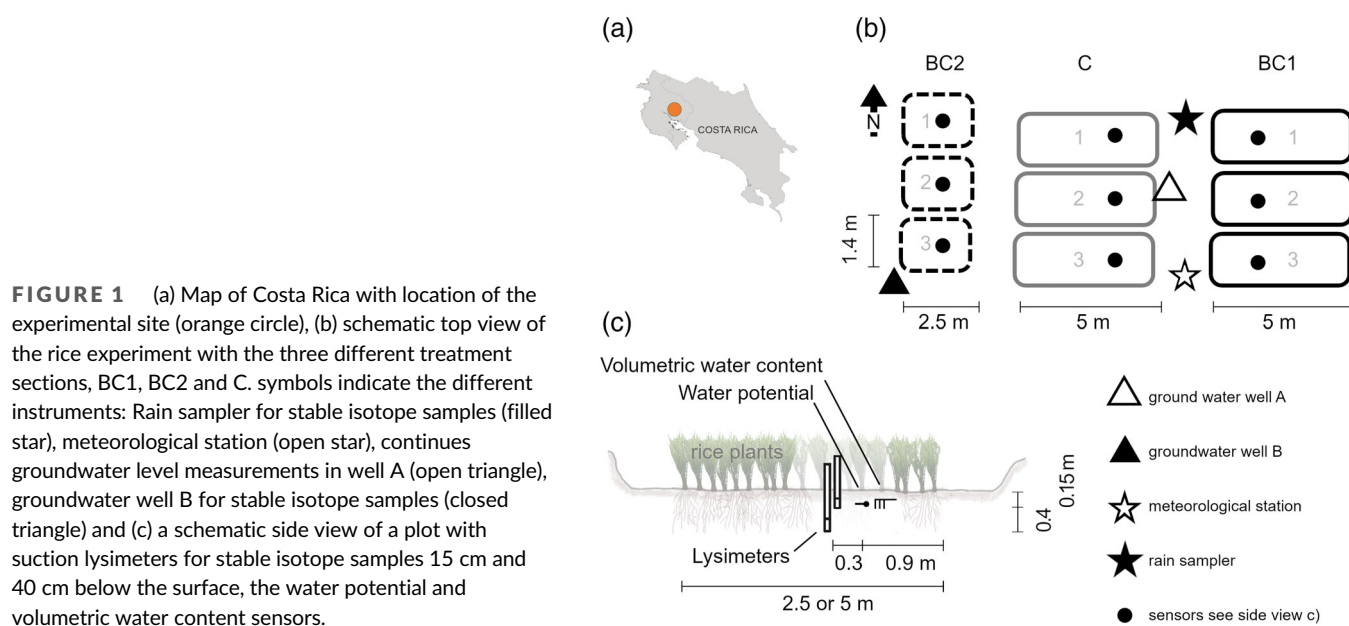 (a)
COSTA RICA
(b)
BC2
C
BC1
N
1
2
3
1
2
3
1
2
3
1.4 m
2.5 m
5 m
5 m
FIGURE 1 (a) Map of Costa Rica with location of the
experimental site (orange circle), (b) schematic top view of
the rice experiment with the three different treatment
sections, BC1, BC2 and C. symbols indicate the different
instruments: Rain sampler for stable isotope samples (filled
star), meteorological station (open star), continues
groundwater level measurements in well A (open triangle),
groundwater well B for stable isotope samples (closed
triangle) and (c) a schematic side view of a plot with
suction lysimeters for stable isotope samples 15 cm and
40 cm below the surface, the water potential and
volumetric water content sensors.
(c)
Volumetric water content
Water potential
rice plants
Lysimeters
0.3
0.9 m
2.5 or 5 m
0.4
0.15m
ground water well A
groundwater well B
meteorological station
rain sampler
sensors see side view c)